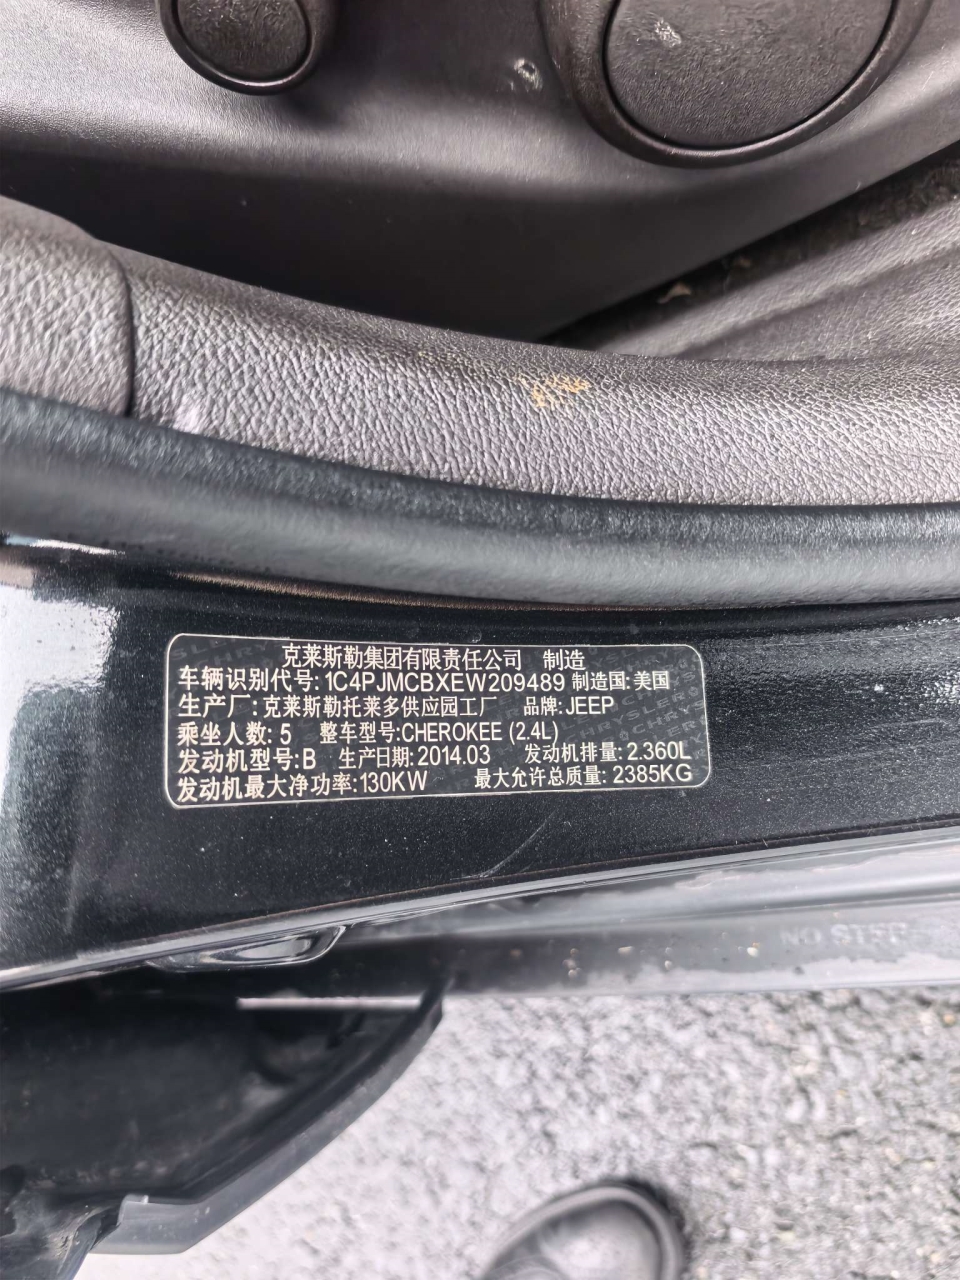 克莱斯勒集团有限责任公司 制造
车辆识别代号: 1C4PJMCBXEW209489 制造国: 美国
生产厂: 克莱斯勒托莱多供应园工厂 品牌: JEEP
乘坐人数: 5 整车型号: CHEROKEE (2.4L)
发动机型号: B 生产日期: 2014.03 发动机排量: 2.360L
发动机最大净功率: 130KW 最大允许总质量: 2385KG
NO STEP